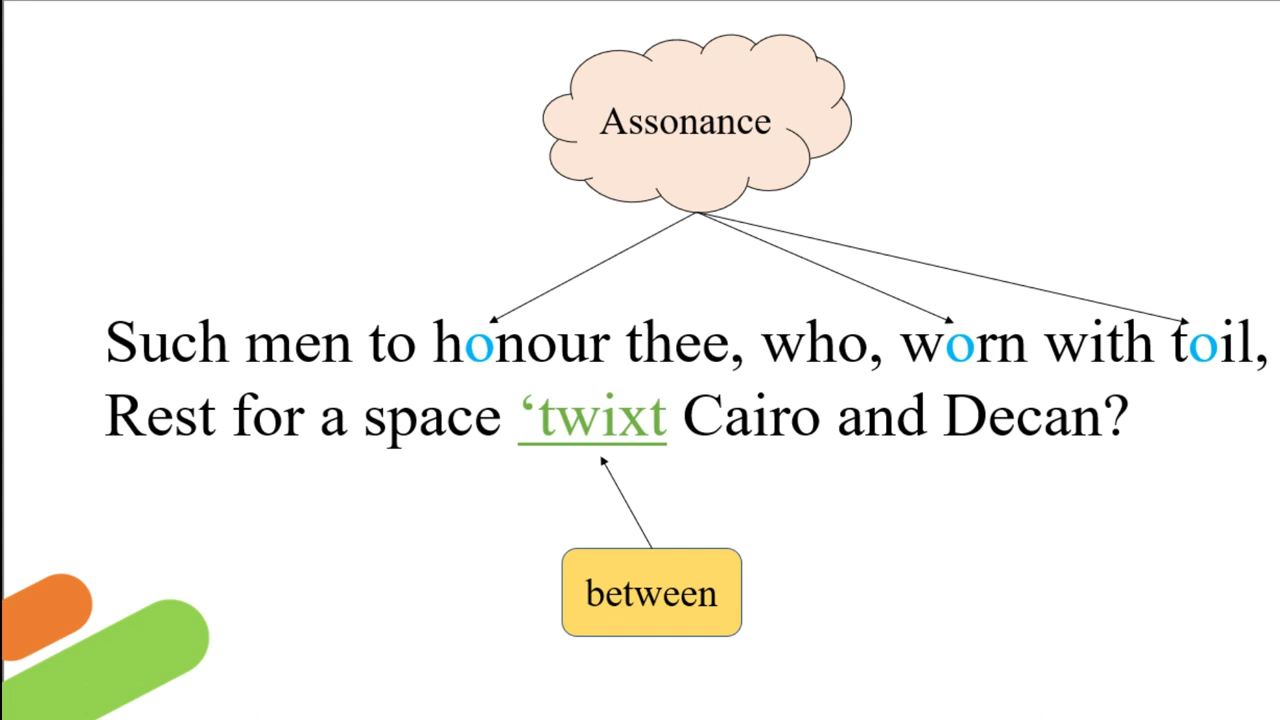 Assonance
Such men to honour thee, who, worn with toil,
Rest for a space ‘twixt Cairo and Decan?
between